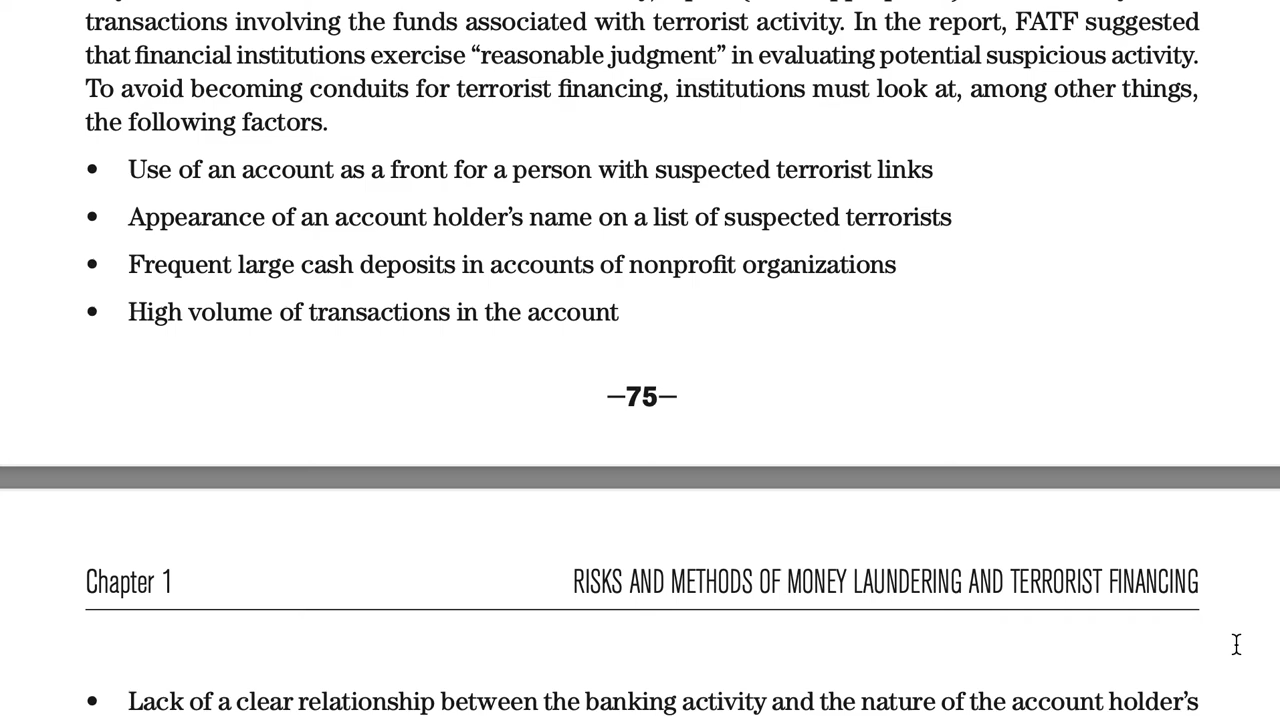 transactions involving the funds associated with terrorist activity. In the report, FATF suggested
that financial institutions exercise “reasonable judgment” in evaluating potential suspicious activity.
To avoid becoming conduits for terrorist financing, institutions must look at, among other things,
the following factors.
• Use of an account as a front for a person with suspected terrorist links
• Appearance of an account holder’s name on a list of suspected terrorists
• Frequent large cash deposits in accounts of nonprofit organizations
• High volume of transactions in the account
—75—
Chapter 1 RISKS AND METHODS OF MONEY LAUNDERING AND TERRORIST FINANCING
• Lack of a clear relationship between the banking activity and the nature of the account holder’s